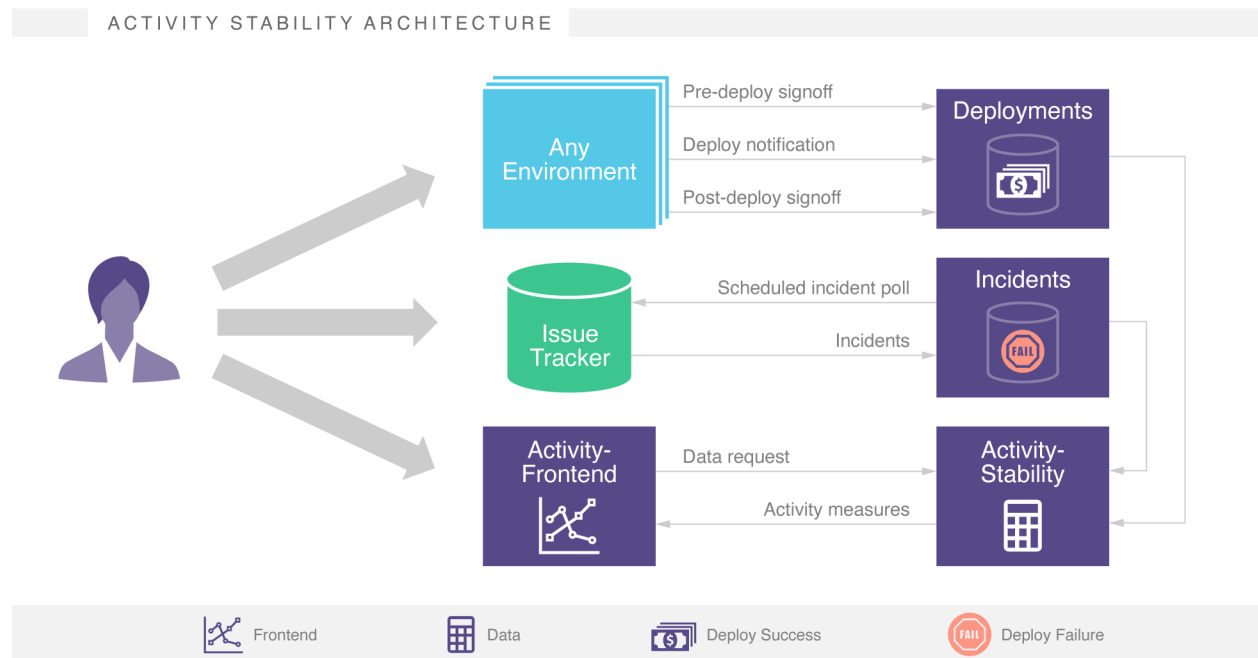 ACTIVITY STABILITY ARCHITECTURE
Any
Environment
Pre-deploy signoff
Deploy notification
Post-deploy signoff
Deployments
$
Issue
Tracker
Scheduled incident poll
Incidents
Incidents
FAIL
Activity-
Frontend
Data request
Activity measures
Activity-
Stability
Frontend
Data
$
Deploy Success
FAIL
Deploy Failure